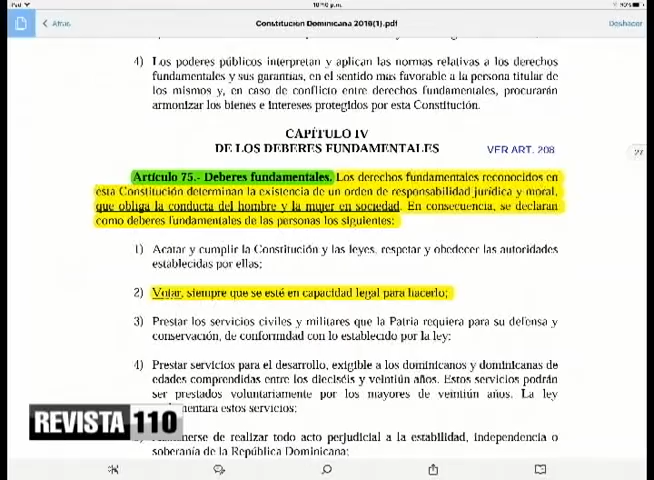 iPad
10:40 p.m.
Atrás
Constitución Dominicana 2016(1).pdf
Deshacer
4) Los poderes públicos interpretan y aplican las normas relativas a los derechos
fundamentales y sus garantías, en el sentido mas favorable a la persona titular de
los mismos y, en caso de conflicto entre derechos fundamentales, procurarán
armonizar los bienes e intereses protegidos por esta Constitución.
CAPÍTULO IV
DE LOS DEBERES FUNDAMENTALES
VER ART. 208
27
Artículo 75.- Deberes fundamentales. Los derechos fundamentales reconocidos en
esta Constitución determinan la existencia de un orden de responsabilidad jurídica y moral,
que obliga la conducta del hombre y la mujer en sociedad. En consecuencia, se declaran
como deberes fundamentales de las personas los siguientes:
1) Acatar y cumplir la Constitución y las leyes, respetar y obedecer las autoridades
establecidas por ellas;
2) Votar, siempre que se esté en capacidad legal para hacerlo;
3) Prestar los servicios civiles y militares que la Patria requiera para su defensa y
conservación, de conformidad con lo establecido por la ley;
4) Prestar servicios para el desarrollo, exigible a los dominicanos y dominicanas de
edades comprendidas entre los dieciséis y veintiún años. Estos servicios podrán
ser prestados voluntariamente por los mayores de veintiún años. La ley
mentara estos servicios;
nerse de realizar todo acto perjudicial a la estabilidad, independencia o
soberanía de la República Dominicana;
REVISTA 110